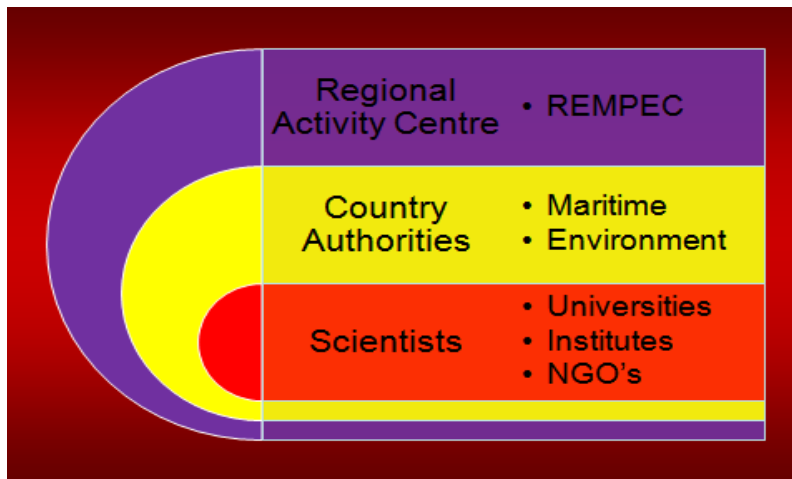 Regional
Activity Centre
• REMPEC
Country
Authorities
• Maritime
• Environment
Scientists
• Universities
• Institutes
• NGO's